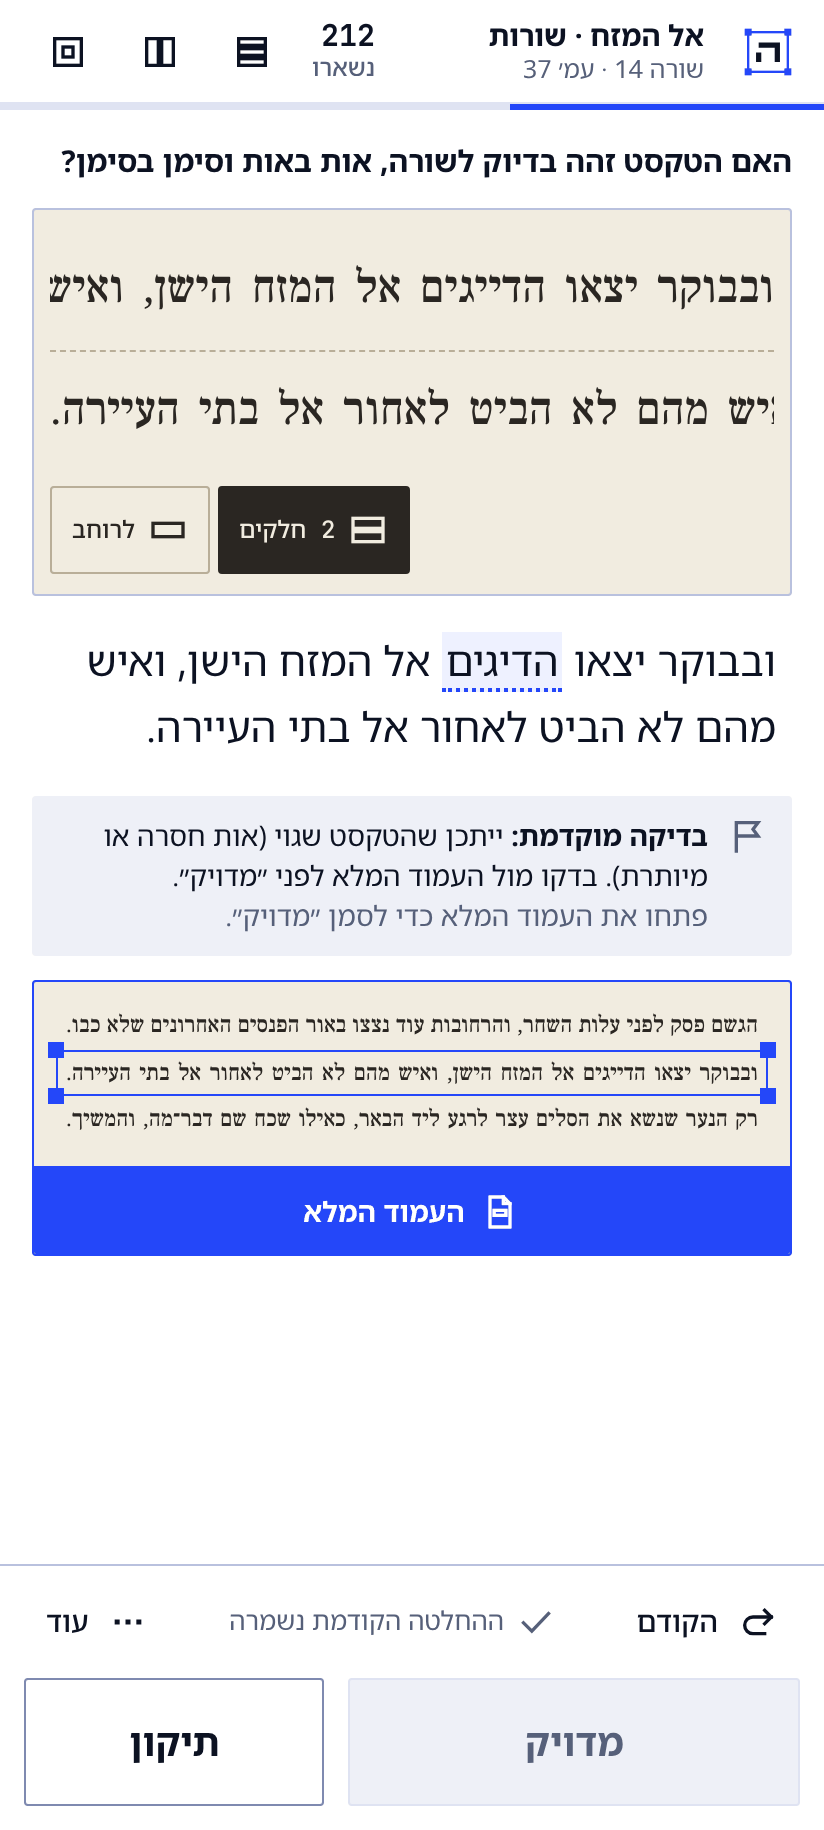 ה
אל המזח · שורות
שורה 14 · עמ׳ 37
212
נשארו
האם הטקסט זהה בדיוק לשורה, אות באות וסימן בסימן?
ובבוקר יצאו הדייגים אל המזח הישן, ואיש
איש מהם לא הביט לאחור אל בתי העיירה.
2 חלקים
לרוחב
ובבוקר יצאו הדיגים אל המזח הישן, ואיש
מהם לא הביט לאחור אל בתי העיירה.
בדיקה מוקדמת: ייתכן שהטקסט שגוי (אות חסרה או
מיותרת). בדקו מול העמוד המלא לפני ״מדויק״.
פתחו את העמוד המלא כדי לסמן ״מדויק״.
הגשם פסק לפני עלות השחר, והרחובות עוד נצצו באור הפנסים האחרונים שלא כבו.
ובבוקר יצאו הדייגים אל המזח הישן, ואיש מהם לא הביט לאחור אל בתי העיירה.
רק הנער שנשא את הסלים עצר לרגע ליד הבאר, כאילו שכח שם דבר־מה, והמשיך.
העמוד המלא
הקודם
ההחלטה הקודמת נשמרה
עוד
מדויק
תיקון